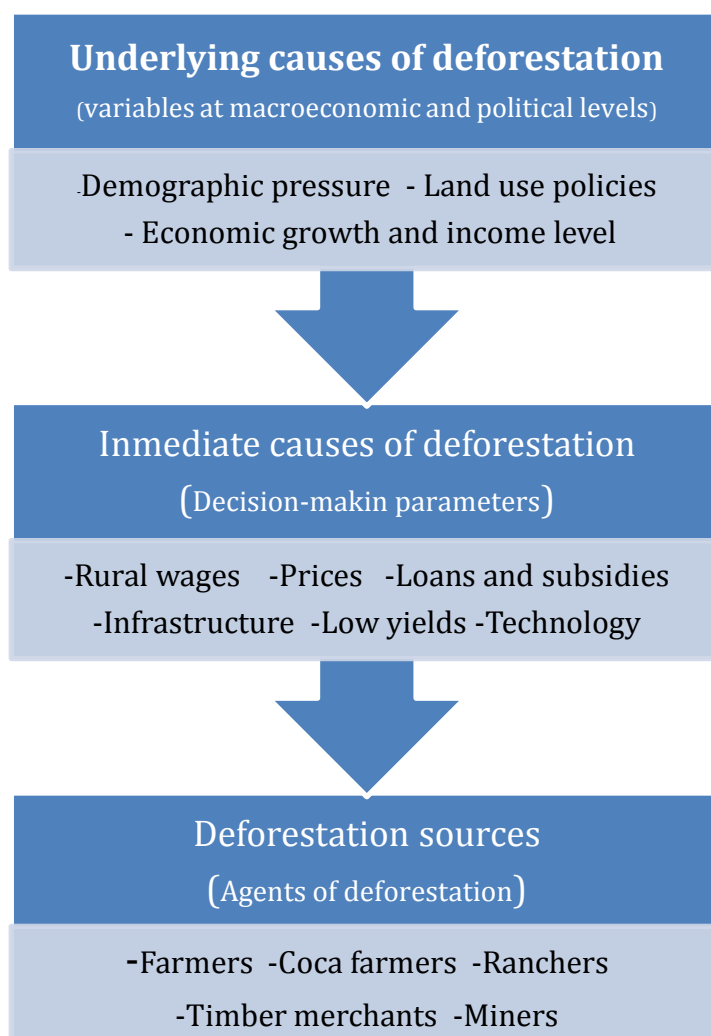 Underlying causes of deforestation
(variables at macroeconomic and political levels)
-Demographic pressure - Land use policies
- Economic growth and income level
Inmediate causes of deforestation
(Decision-makin parameters)
-Rural wages -Prices -Loans and subsidies
-Infrastructure -Low yields -Technology
Deforestation sources
(Agents of deforestation)
-Farmers -Coca farmers -Ranchers
-Timber merchants -Miners